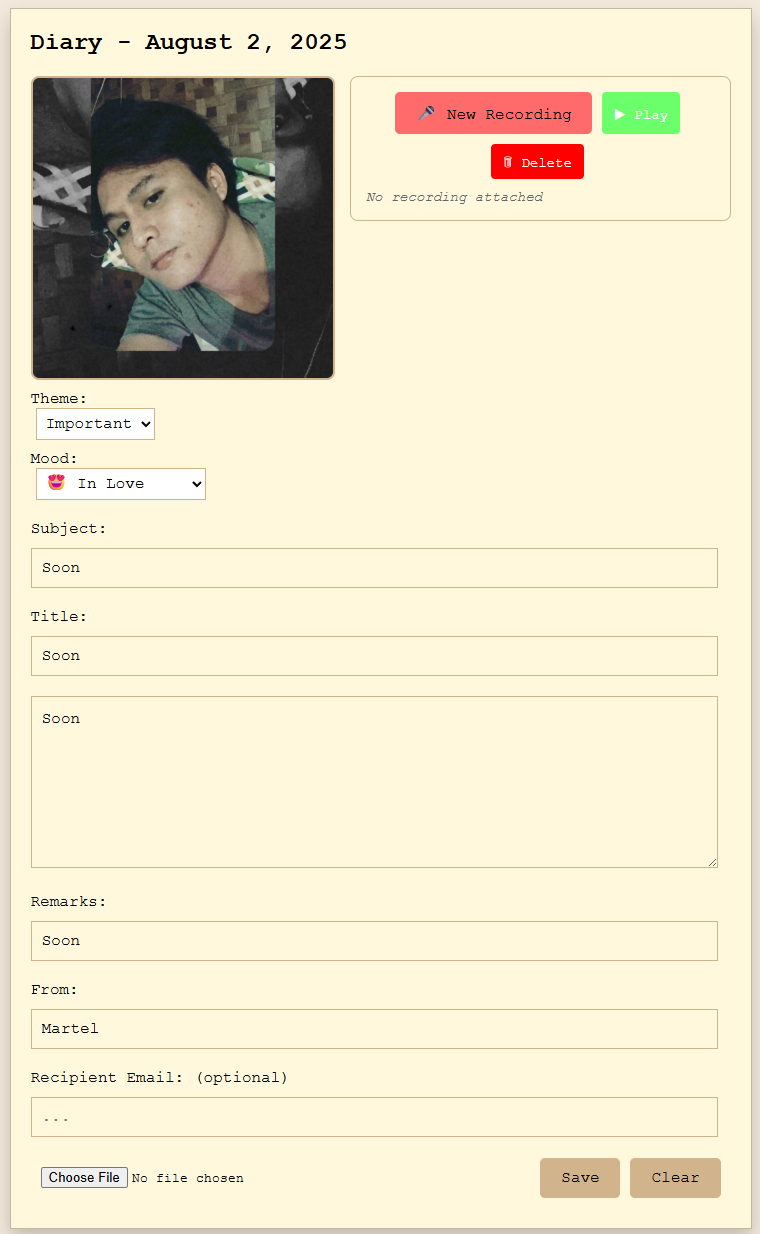 Diary - August 2, 2025
🎤 New Recording
▶ Play
🗑 Delete
No recording attached
Theme:
Important
Mood:
😍 In Love
Subject:
Soon
Title:
Soon
Soon
Remarks:
Soon
From:
Martel
Recipient Email: (optional)
...
Choose File No file chosen
Save
Clear